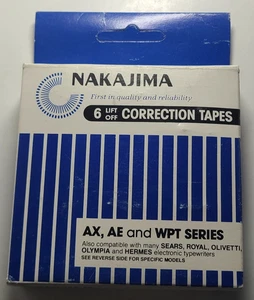 NAKAJIMA
First in quality and reliability
6 LIFT OFF CORRECTION TAPES
AX, AE and WPT SERIES
Also compatible with many SEARS, ROYAL, OLIVETTI,
OLYMPIA and HERMES electronic typewriters
SEE REVERSE SIDE FOR SPECIFIC MODELS